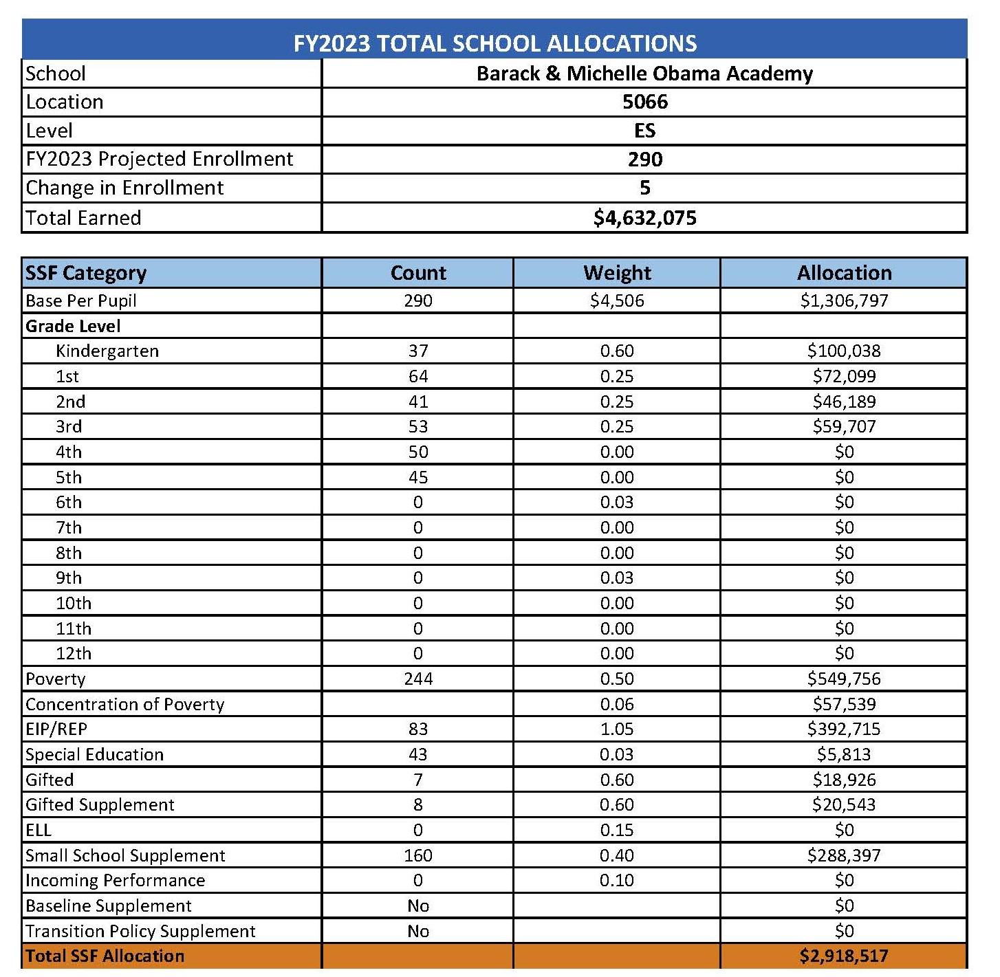 FY2023 TOTAL SCHOOL ALLOCATIONS
School Barack & Michelle Obama Academy
Location 5066
Level ES
FY2023 Projected Enrollment 290
Change in Enrollment 5
Total Earned $4,632,075
SSF Category Count Weight Allocation
Base Per Pupil 290 $4,506 $1,306,797
Grade Level
Kindergarten 37 0.60 $100,038
1st 64 0.25 $72,099
2nd 41 0.25 $46,189
3rd 53 0.25 $59,707
4th 50 0.00 $0
5th 45 0.00 $0
6th 0 0.03 $0
7th 0 0.00 $0
8th 0 0.00 $0
9th 0 0.03 $0
10th 0 0.00 $0
11th 0 0.00 $0
12th 0 0.00 $0
Poverty 244 0.50 $549,756
Concentration of Poverty 0.06 $57,539
EIP/REP 83 1.05 $392,715
Special Education 43 0.03 $5,813
Gifted 7 0.60 $18,926
Gifted Supplement 8 0.60 $20,543
ELL 0 0.15 $0
Small School Supplement 160 0.40 $288,397
Incoming Performance 0 0.10 $0
Baseline Supplement No $0
Transition Policy Supplement No $0
Total SSF Allocation $2,918,517